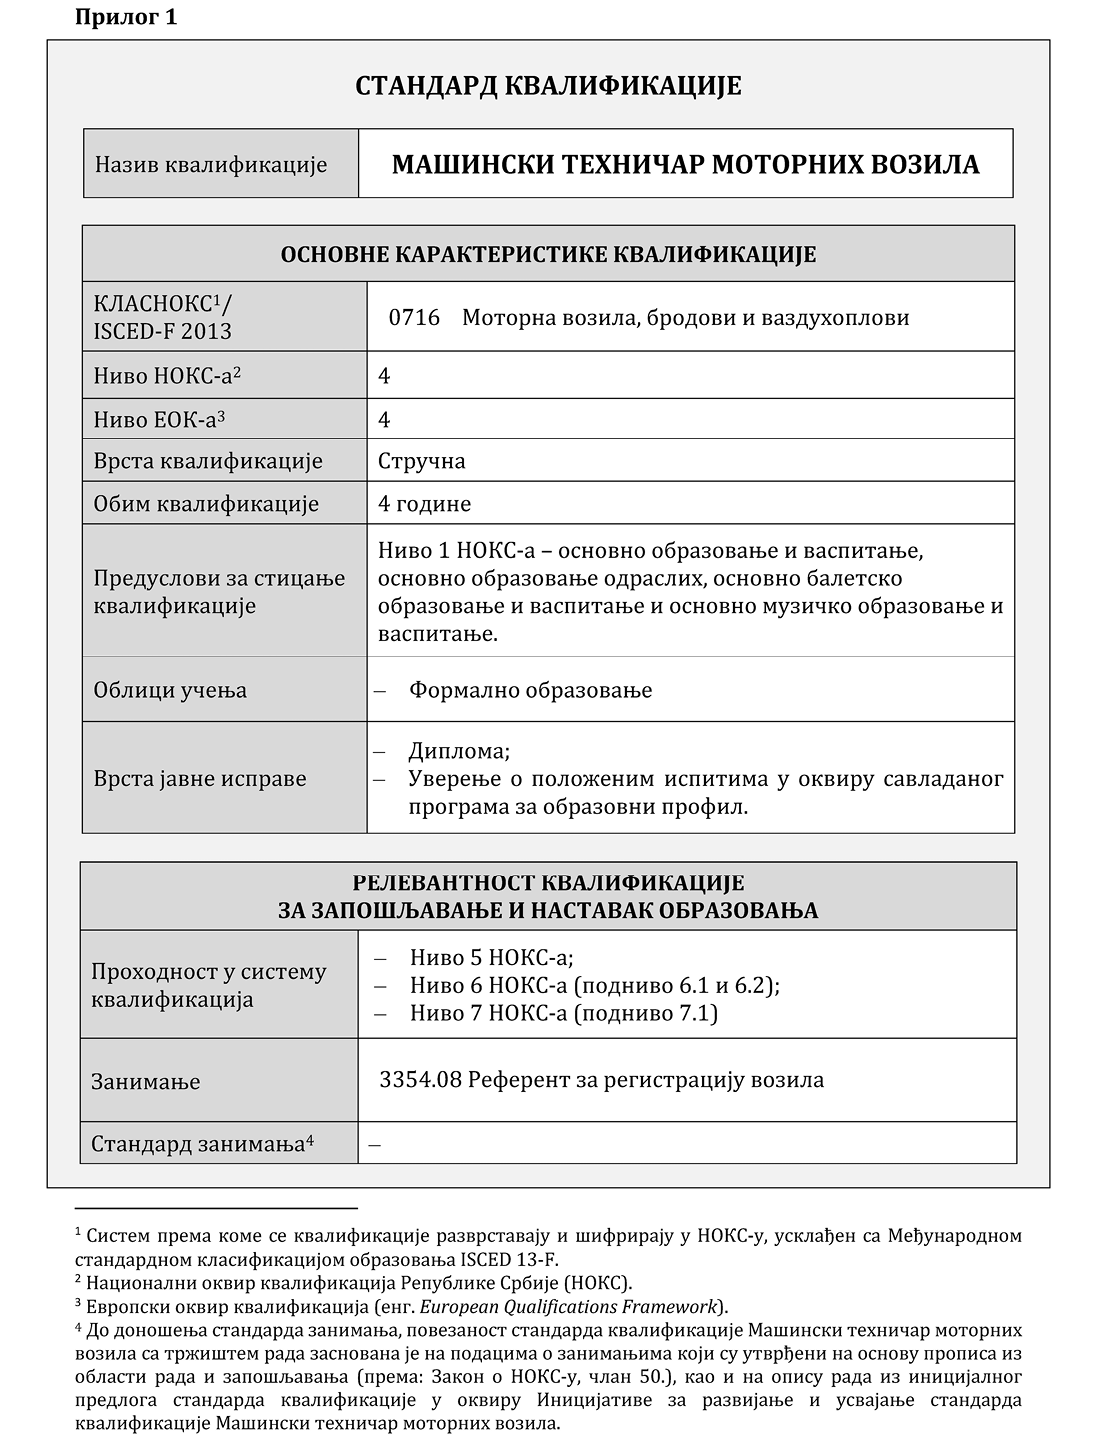 Прилог 1
СТАНДАРД КВАЛИФИКАЦИЈЕ
Назив квалификације
МАШИНСКИ ТЕХНИЧАР МОТОРНИХ ВОЗИЛА
ОСНОВНЕ КАРАКТЕРИСТИКЕ КВАЛИФИКАЦИЈЕ
КЛАСНОКС1/
ISCED-F 2013
0716 Моторна возила, бродови и ваздухоплови
Ниво НОКС-а2
4
Ниво ЕОК-а3
4
Врста квалификације
Стручна
Обим квалификације
4 године
Предуслови за стицање
квалификације
Ниво 1 НОКС-а – основно образовање и васпитање,
основно образовање одраслих, основно балетско
образовање и васпитање и основно музичко образовање и
васпитање.
Облици учења
– Формално образовање
Врста јавне исправе
– Диплома;
– Уверење о положеним испитима у оквиру савладаног
програма за образовни профил.
РЕЛЕВАНТНОСТ КВАЛИФИКАЦИЈЕ
ЗА ЗАПОШЉАВАЊЕ И НАСТАВАК ОБРАЗОВАЊА
Проходност у систему
квалификација
– Ниво 5 НОКС-а;
– Ниво 6 НОКС-а (подниво 6.1 и 6.2);
– Ниво 7 НОКС-а (подниво 7.1)
Занимање
3354.08 Референт за регистрацију возила
Стандард занимања4
–
1 Систем према коме се квалификације разврставају и шифрирају у НОКС-у, усклађен са Међународном
стандардном класификацијом образовања ISCED 13-F.
2 Национални оквир квалификација Републике Србије (НОКС).
3 Европски оквир квалификација (енг. European Qualifications Framework).
4 До доношења стандарда занимања, повезаност стандарда квалификације Машински техничар моторних
возила са тржиштем рада заснована је на подацима о занимањима који су утврђени на основу прописа из
области рада и запошљавања (према: Закон о НОКС-у, члан 50.), као и на опису рада из иницијалног
предлога стандарда квалификације у оквиру Иницијативе за развијање и усвајање стандарда
квалификације Машински техничар моторних возила.